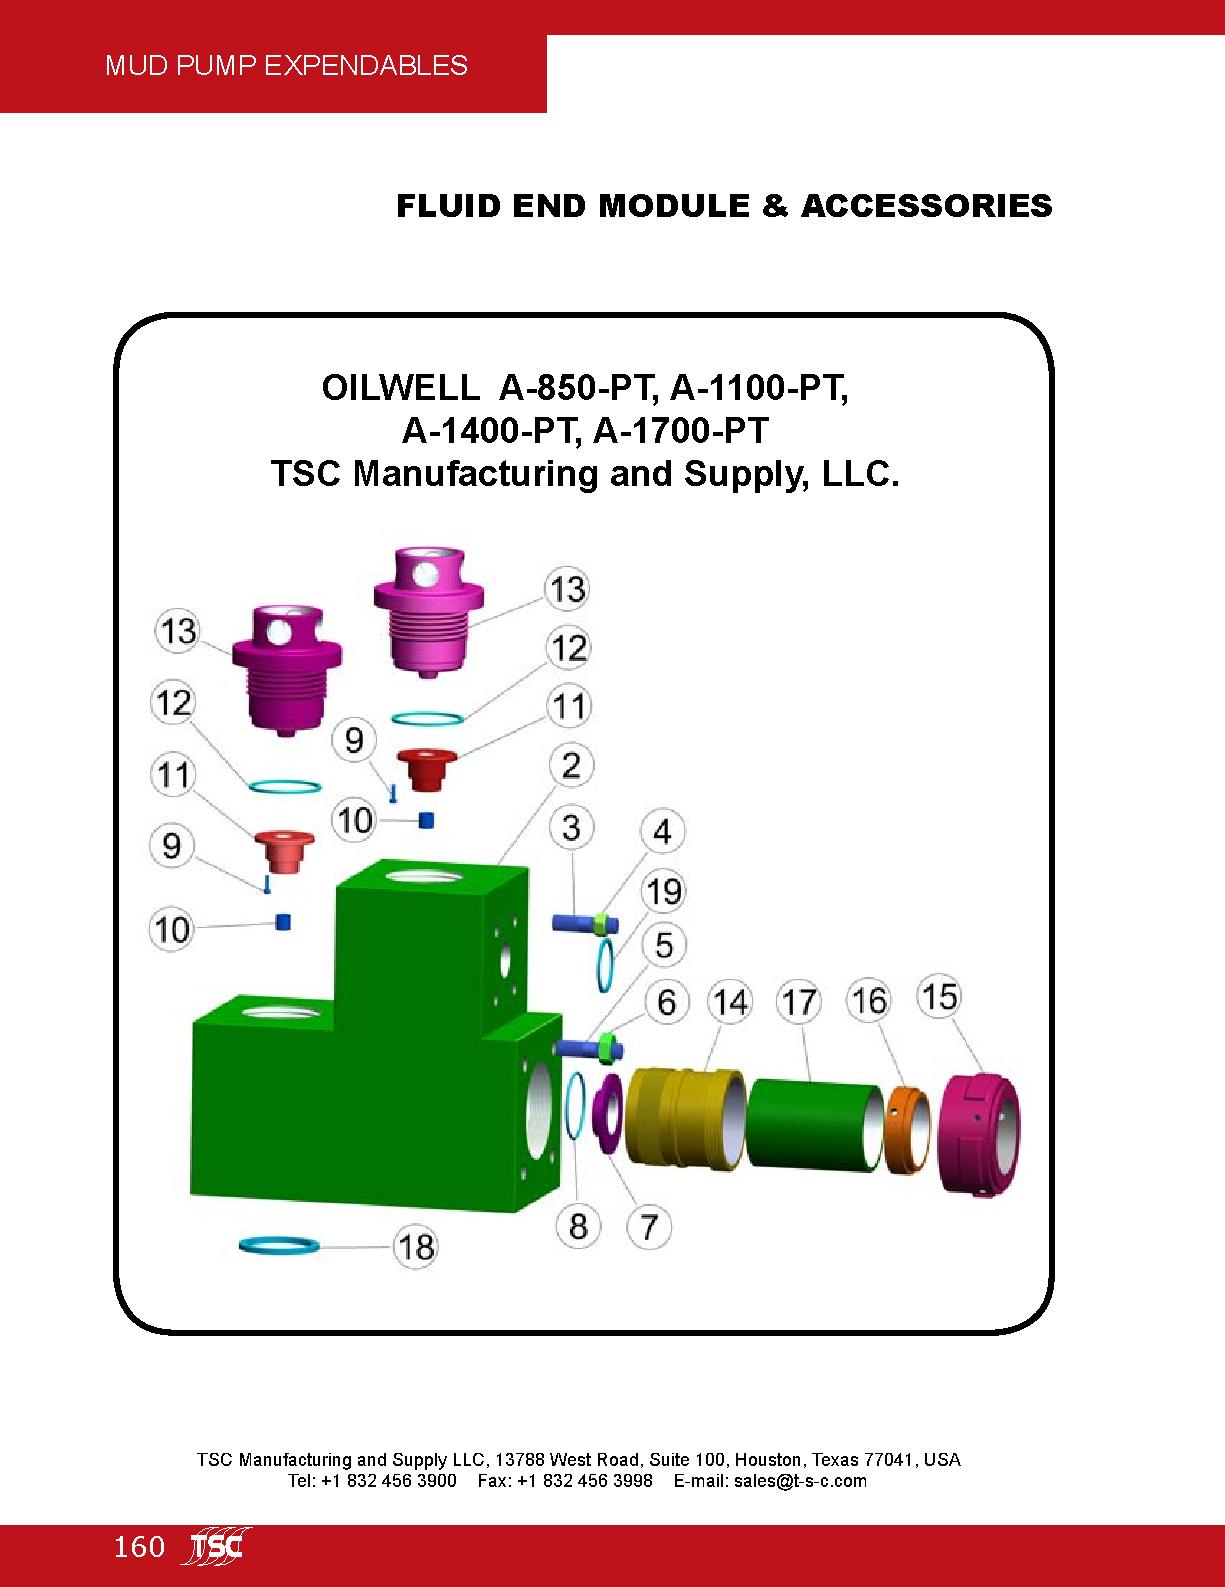 MUD PUMP EXPENDABLES
FLUID END MODULE & ACCESSORIES
OILWELL A-850-PT, A-1100-PT,
A-1400-PT, A-1700-PT
TSC Manufacturing and Supply, LLC.
13
13
12
12
11
9
2
11
10
3
4
9
19
10
5
6
14
17
16
15
8
7
18
TSC Manufacturing and Supply LLC, 13788 West Road, Suite 100, Houston, Texas 77041, USA
Tel: +1 832 456 3900 Fax: +1 832 456 3998 E-mail: sales@t-s-c.com
160 TSC